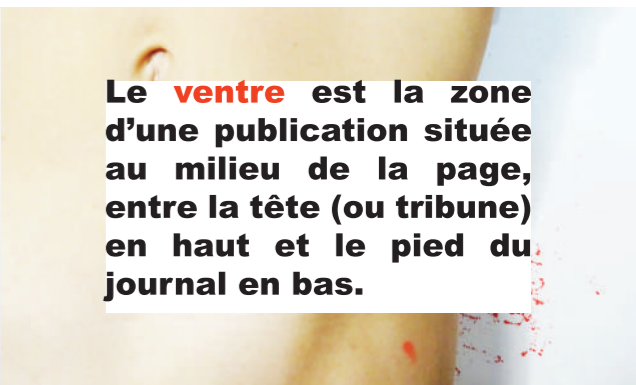 Le ventre est la zone
d’une publication située
au milieu de la page,
entre la tête (ou tribune)
en haut et le pied du
journal en bas.